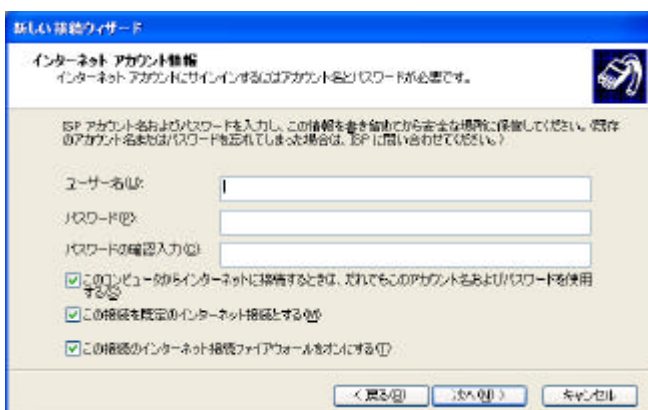 新しい接続ウィザード
インターネット アカウント情報
インターネット アカウントにサインインするにはアカウント名とパスワードが必要です。
ISP アカウント名およびパスワードを入力し、この情報を書き留めてから安全な場所に保管してください。(既存
のアカウント名またはパスワードを忘れてしまった場合は、ISP に問い合わせてください。)
ユーザー名(U):
パスワード(P):
パスワードの確認入力(C):
このコンピュータからインターネットに接続するときは、だれでもこのアカウント名およびパスワードを使用
する(S)
この接続を既定のインターネット接続とする(M)
この接続のインターネット接続ファイアウォールをオンにする(T)
< 戻る(B) 次へ(N) > キャンセル